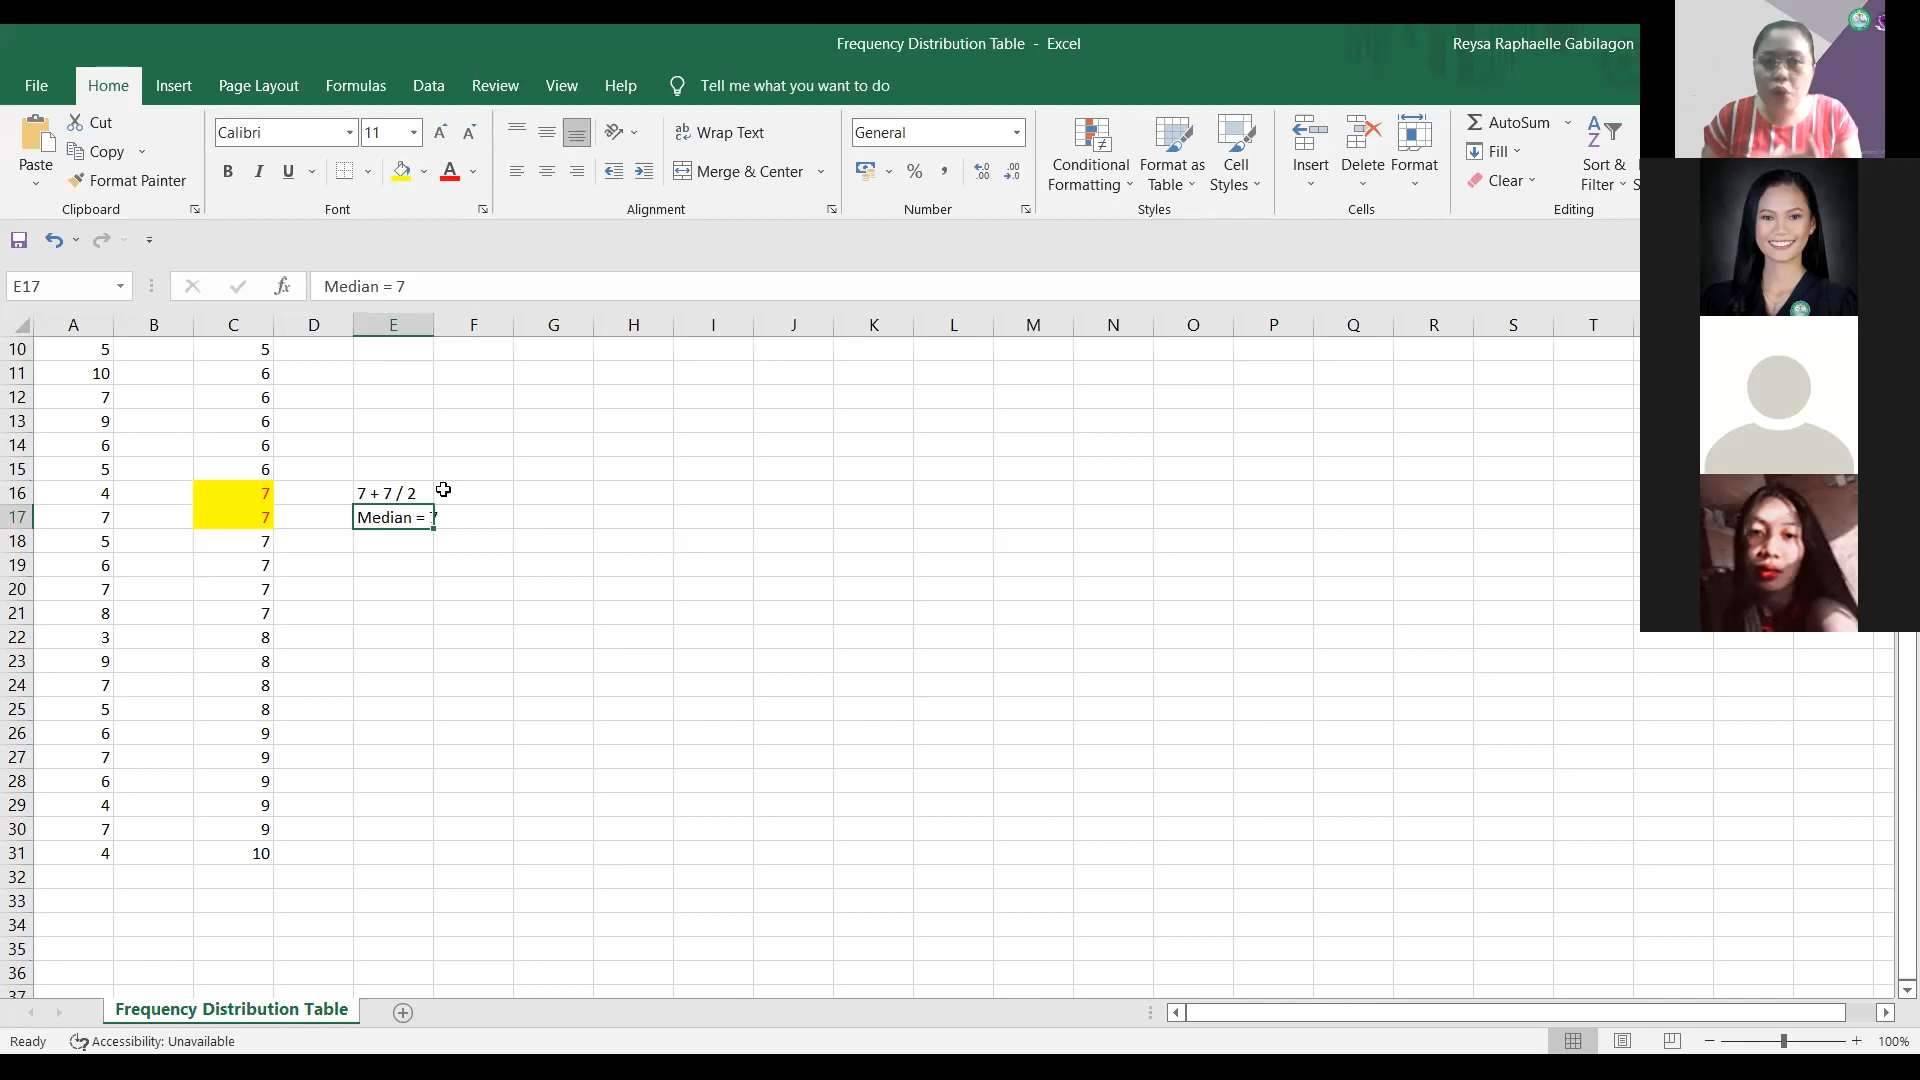 Frequency Distribution Table - Excel
Reysa Raphaelle Gabilagon
File Home Insert Page Layout Formulas Data Review View Help Tell me what you want to do
Paste
Cut
Copy
Format Painter
Clipboard
Calibri 11 A A
B I U A
Font
ab Wrap Text
Merge & Center
Alignment
General
% ,
Number
Conditional Formatting
Format as Table
Cell Styles
Styles
Insert Delete Format
Cells
AutoSum
Fill
Clear
Sort & Filter S
Editing
E17 fx Median = 7
A B C D E F G H I J K L M N O P Q R S T
10 5 5
11 10 6
12 7 6
13 9 6
14 6 6
15 5 6
16 4 7 7 + 7 / 2
17 7 7 Median = 7
18 5 7
19 6 7
20 7 7
21 8 7
22 3 8
23 9 8
24 7 8
25 5 8
26 6 9
27 7 9
28 6 9
29 4 9
30 7 9
31 4 10
32
33
34
35
36
37
Frequency Distribution Table
Ready Accessibility: Unavailable 100%